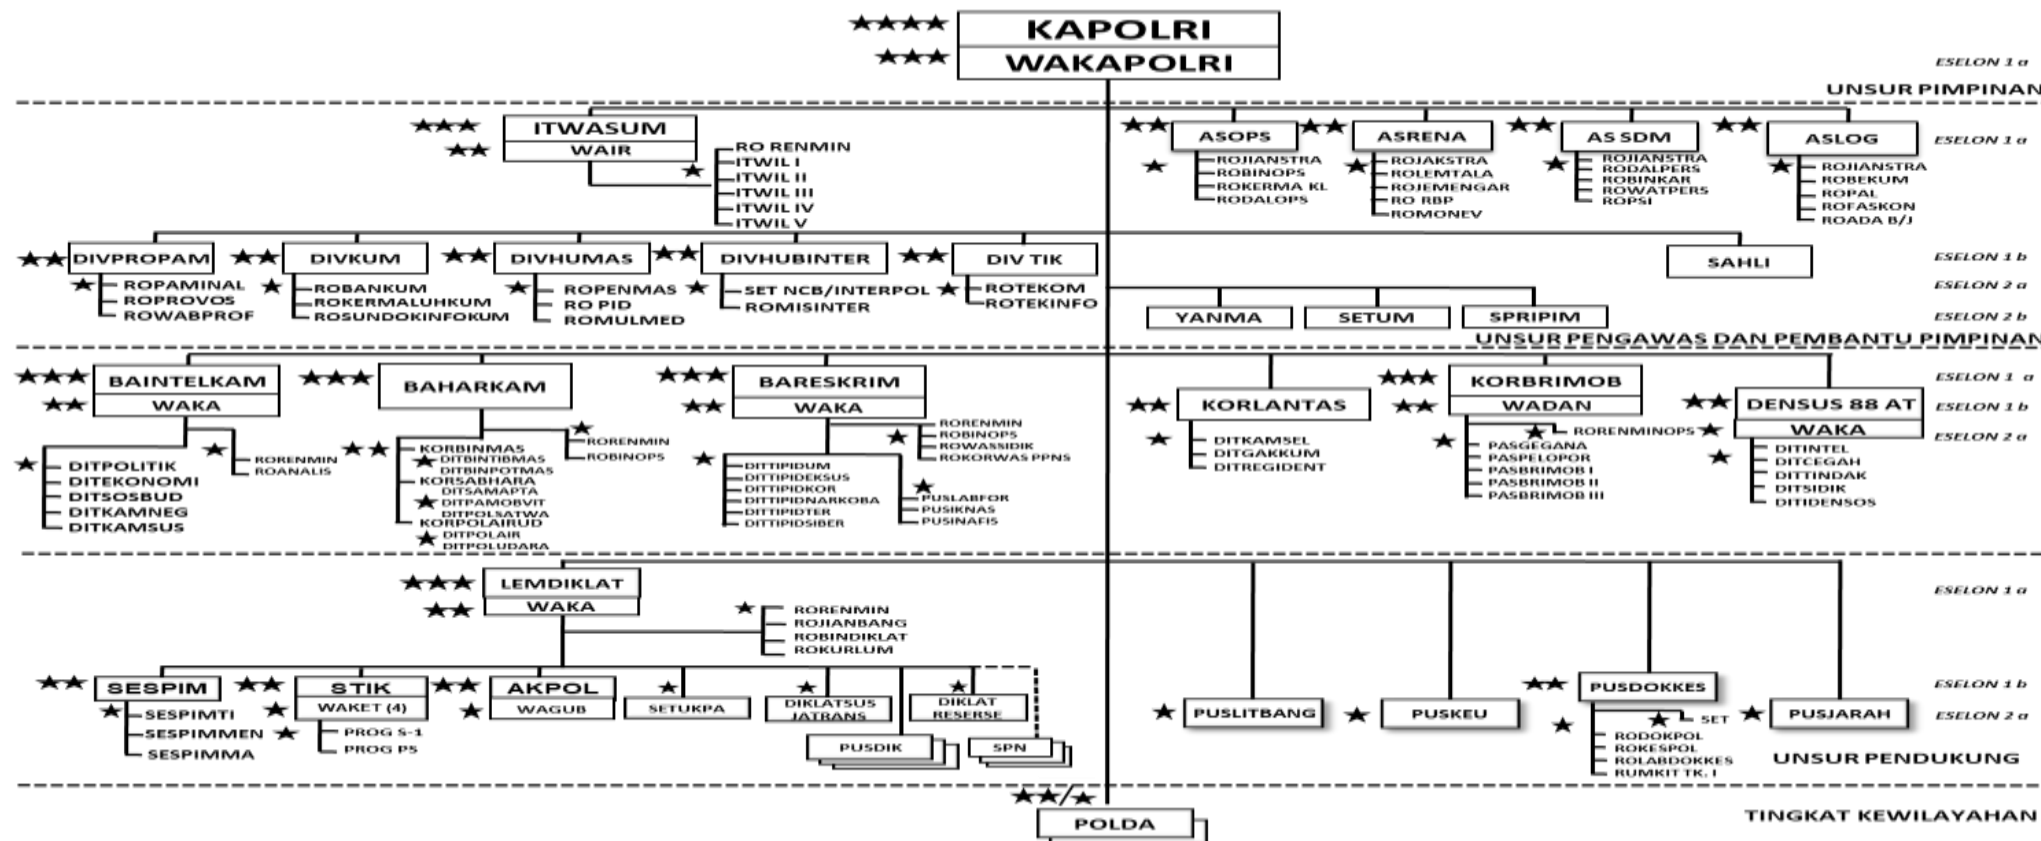 KAPOLRI
WAKAPOLRI
ESELON 1 a
UNSUR PIMPINAN
ITWASUM
WAIR
RO RENMIN
ITWIL I
ITWIL II
ITWIL III
ITWIL IV
ITWIL V
ASOPS
ROJIANSTRA
ROBINOPS
ROKERMA KL
RODALOPS
ASRENA
ROJAKSTRA
ROLEMTALA
ROJEMENGAR
RO RBP
ROMONEV
AS SDM
ROJIANSTRA
RODALPERS
ROBINKAR
ROWATPERS
ROPSI
ASLOG
ROJIANSTRA
ROBEKUM
ROPAL
ROFASKON
ROADA B/J
ESELON 1 a
DIVPROPAM
ROPAMINAL
ROPROVOS
ROWABPROF
DIVKUM
ROBANKUM
ROKERMALUHKUM
ROSUNDOKINFOKUM
DIVHUMAS
ROPENMAS
RO PID
ROMULMED
DIVHUBINTER
SET NCB/INTERPOL
ROMISINTER
DIV TIK
ROTEKOM
ROTEKINFO
SAHLI
ESELON 1 b
ESELON 2 a
YANMA
SETUM
SPRIPIM
ESELON 2 b
UNSUR PENGAWAS DAN PEMBANTU PIMPINAN
BAINTELKAM
WAKA
DITPOLITIK
DITEKONOMI
DITSOSBUD
DITKAMNEG
DITKAMSUS
RORENMIN
ROANALIS
BAHARKAM
KORBINMAS
DITBINTIBMAS
DITBINPOTMAS
KORSABHARA
DITSAMAPTA
DITPAMOBVIT
DITPOLSATWA
KORPOLAIRUD
DITPOLAIR
DITPOLUDARA
RORENMIN
ROBINOPS
BARESKRIM
WAKA
DITTIPIDUM
DITTIPIDEKSUS
DITTIPIDKOR
DITTIPIDNARKOBA
DITTIPIDTER
DITTIPIDSIBER
RORENMIN
ROBINOPS
ROWASSIDIK
ROKORWAS PPNS
PUSLABFOR
PUSIKNAS
PUSINAFIS
KORLANTAS
DITKAMSEL
DITGAKKUM
DITREGIDENT
KORBRIMOB
WADAN
RORENMINOPS
PASGEGANA
PASPELOPOR
PASBRIMOB I
PASBRIMOB II
PASBRIMOB III
DENSUS 88 AT
WAKA
DITINTEL
DITCEGAH
DITTINDAK
DITSIDIK
DITIDENSOS
ESELON 1 a
ESELON 1 b
ESELON 2 a
LEMDIKLAT
WAKA
RORENMIN
ROJIANBANG
ROBINDIKLAT
ROKURLUM
ESELON 1 a
SESPIM
SESPIMTI
SESPIMMEN
SESPIMMA
STIK
WAKET (4)
PROG S-1
PROG P5
AKPOL
WAGUB
SETUKPA
DIKLATSUS
JATRANS
DIKLAT
RESERSE
PUSDIK
SPN
PUSLITBANG
PUSKEU
PUSDOKKES
SET
RODOKPOL
ROKESPOL
ROLABDOKKES
RUMKIT TK. I
PUSJARAH
ESELON 1 b
ESELON 2 a
UNSUR PENDUKUNG
POLDA
TINGKAT KEWILAYAHAN